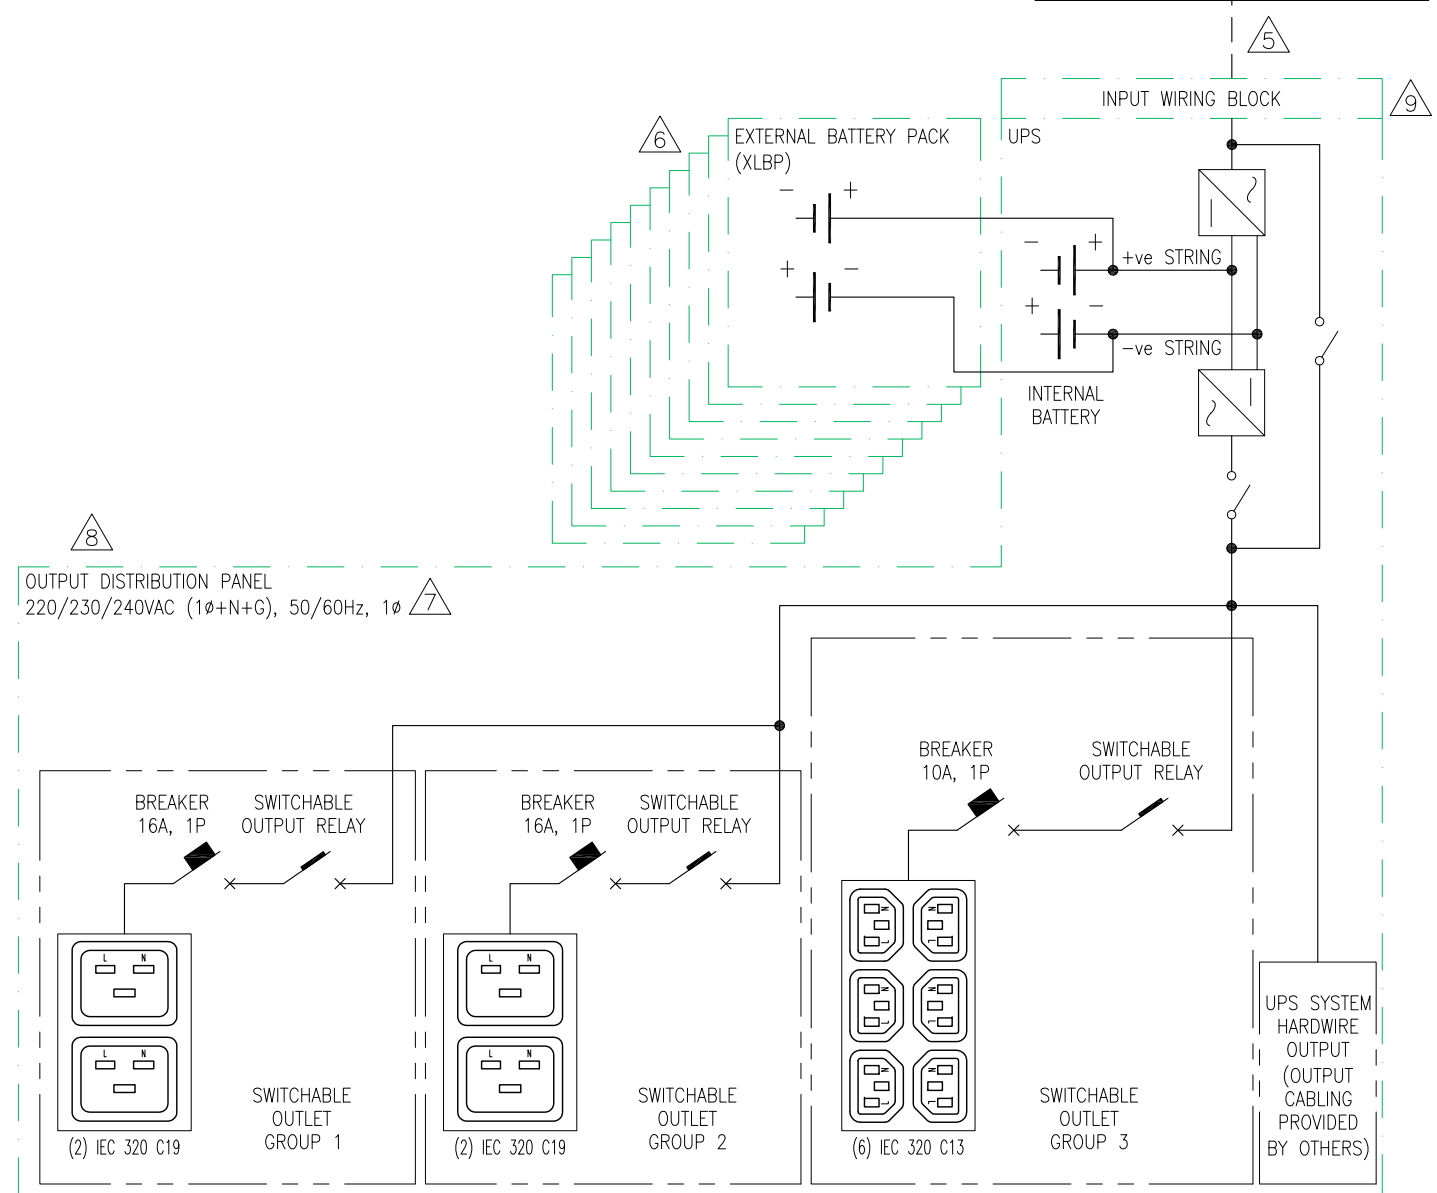 5
INPUT WIRING BLOCK
9
6
EXTERNAL BATTERY PACK
(XLBP)
UPS
- +
- +
+ve STRING
+ -
+ -
-ve STRING
INTERNAL
BATTERY
8
OUTPUT DISTRIBUTION PANEL
220/230/240VAC (1ø+N+G), 50/60Hz, 1ø
7
BREAKER
16A, 1P
SWITCHABLE
OUTPUT RELAY
L N
L N
(2) IEC 320 C19
SWITCHABLE
OUTLET
GROUP 1
BREAKER
16A, 1P
SWITCHABLE
OUTPUT RELAY
L N
L N
(2) IEC 320 C19
SWITCHABLE
OUTLET
GROUP 2
BREAKER
10A, 1P
SWITCHABLE
OUTPUT RELAY
N N
L L
N N
L L
N N
L L
(6) IEC 320 C13
SWITCHABLE
OUTLET
GROUP 3
UPS SYSTEM
HARDWIRE
OUTPUT
(OUTPUT
CABLING
PROVIDED
BY OTHERS)